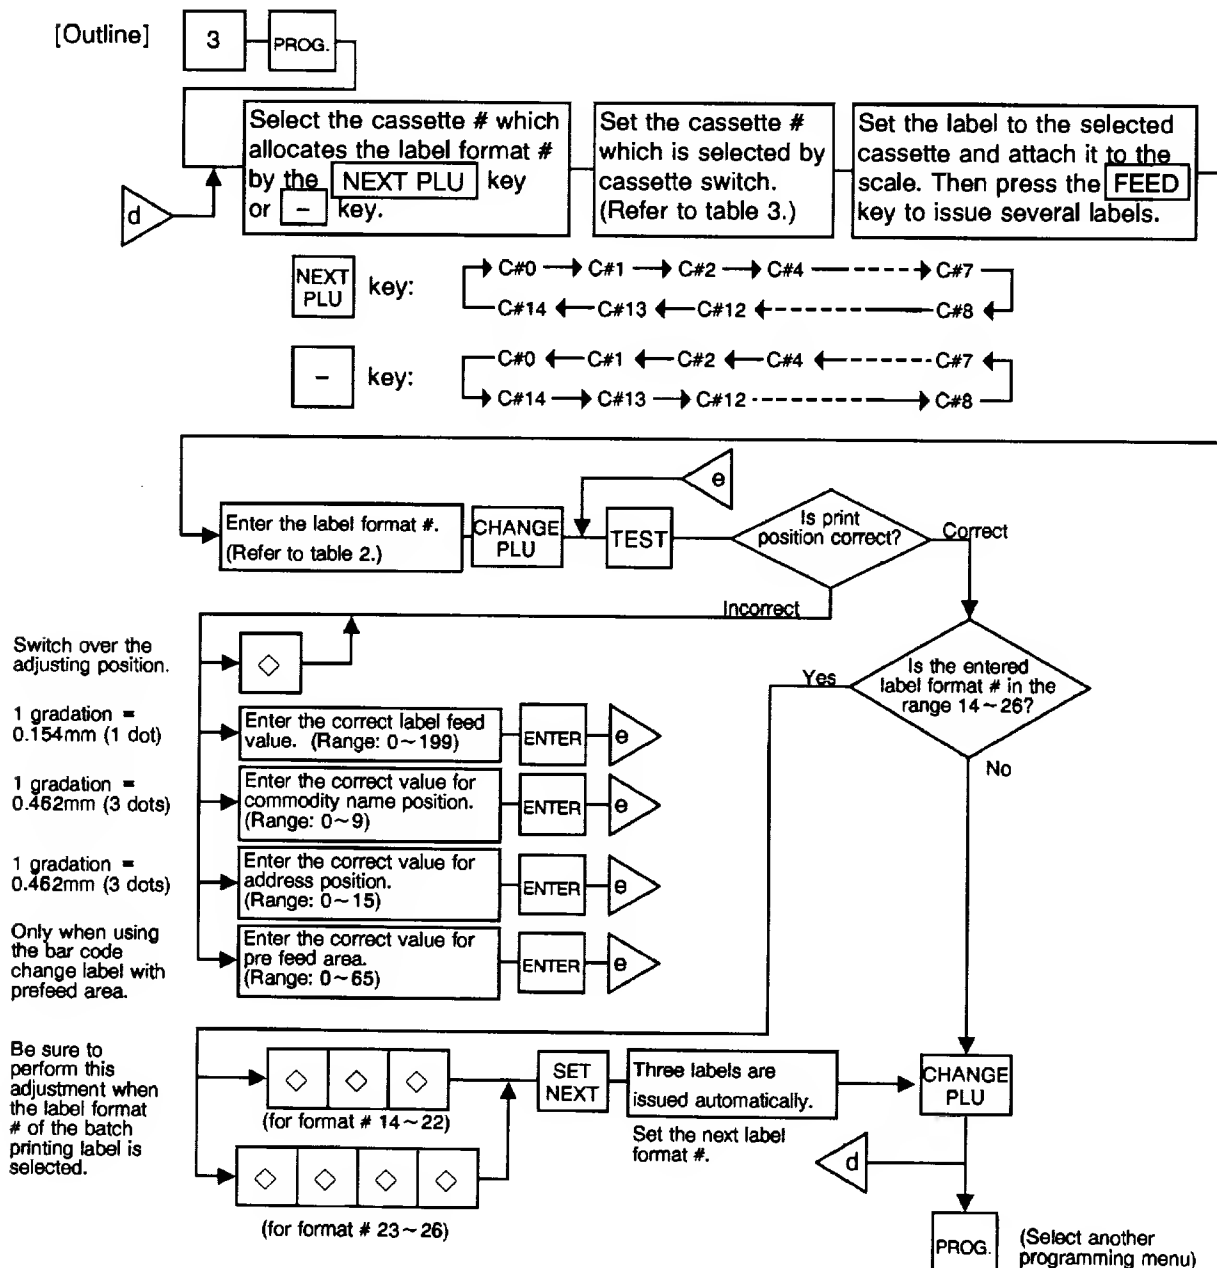 [Outline]
3
PROG.
Select the cassette # which
allocates the label format #
by the NEXT PLU key
or – key.
Set the cassette #
which is selected by
cassette switch.
(Refer to table 3.)
Set the label to the selected
cassette and attach it to the
scale. Then press the FEED
key to issue several labels.
d
NEXT
PLU
key:
C#0 C#1 C#2 C#4 C#7
C#14 C#13 C#12 C#8
–
key:
C#0 C#1 C#2 C#4 C#7
C#14 C#13 C#12 C#8
e
Enter the label format #.
(Refer to table 2.)
CHANGE
PLU
TEST
Is print
position correct?
Correct
Incorrect
Switch over the
adjusting position.
Is the entered
label format # in the
range 14~26?
Yes
No
1 gradation =
0.154mm (1 dot)
Enter the correct label feed
value. (Range: 0~199)
ENTER
e
1 gradation =
0.462mm (3 dots)
Enter the correct value for
commodity name position.
(Range: 0~9)
ENTER
e
1 gradation =
0.462mm (3 dots)
Enter the correct value for
address position.
(Range: 0~15)
ENTER
e
Only when using
the bar code
change label with
prefeed area.
Enter the correct value for
pre feed area.
(Range: 0~65)
ENTER
e
Be sure to
perform this
adjustment when
the label format
# of the batch
printing label is
selected.
(for format # 14~22)
(for format # 23~26)
SET
NEXT
Three labels are
issued automatically.
Set the next label
format #.
CHANGE
PLU
d
PROG.
(Select another
programming menu)